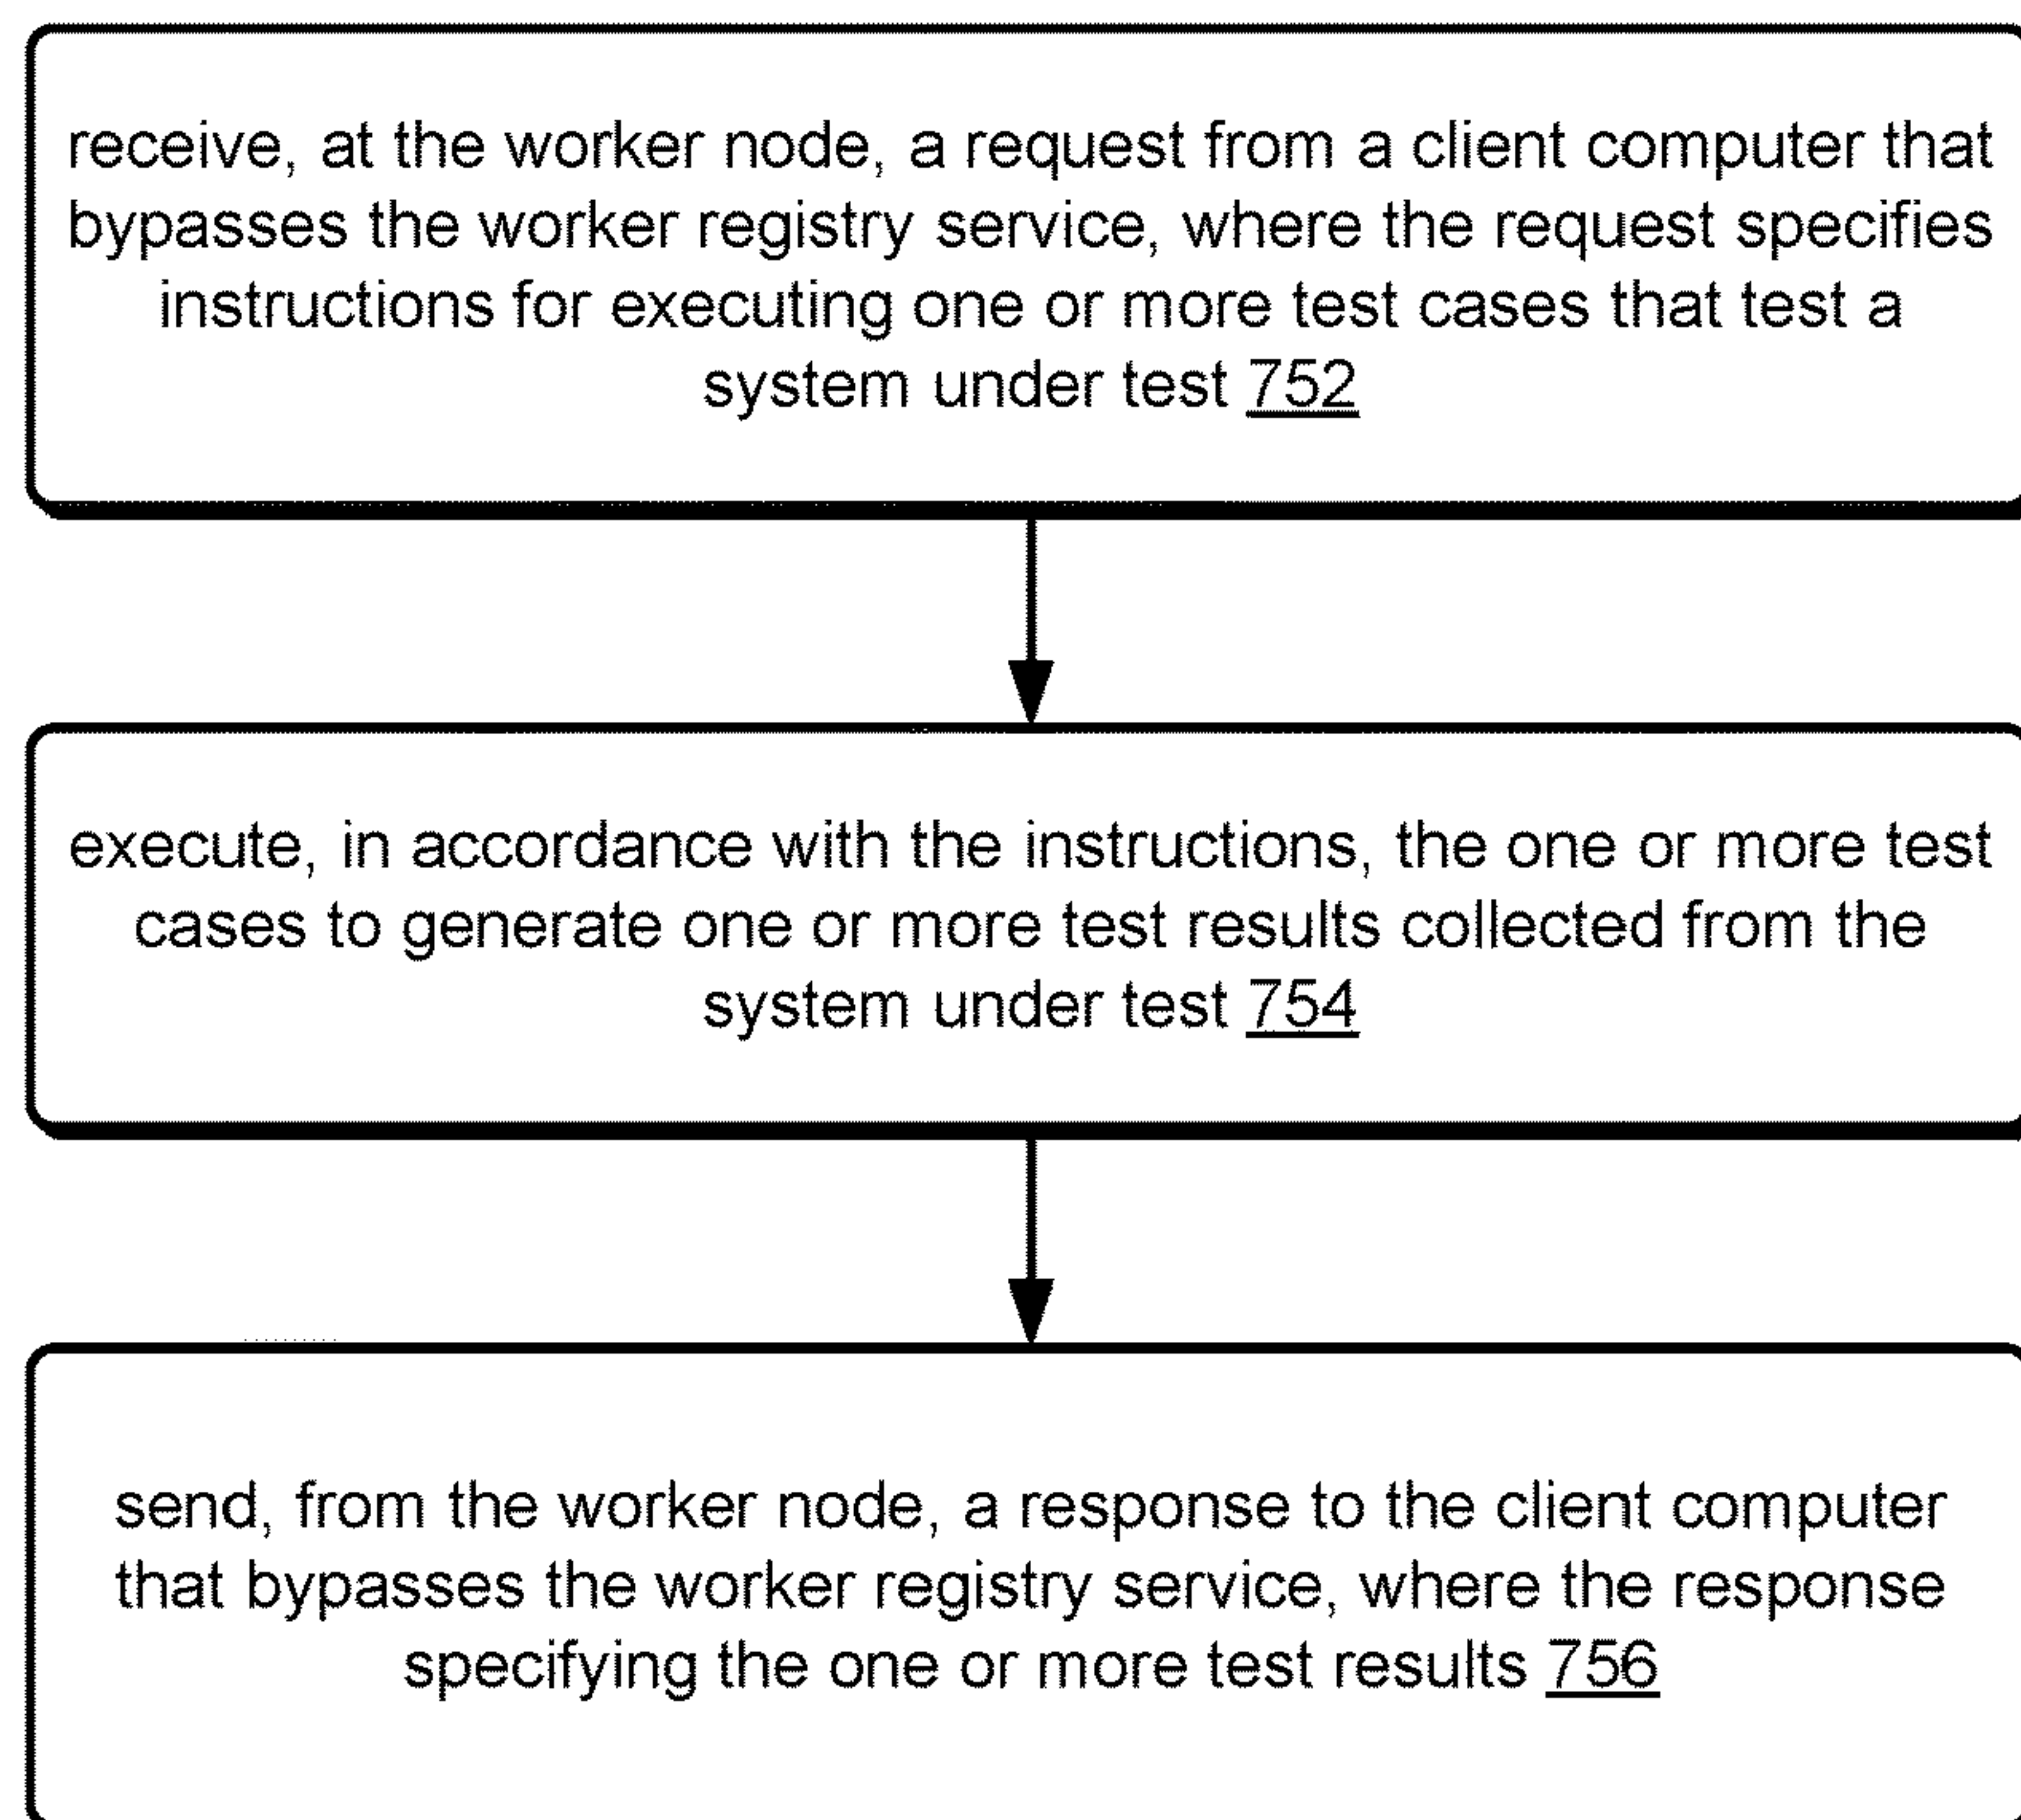 receive, at the worker node, a request from a client computer that
bypasses the worker registry service, where the request specifies
instructions for executing one or more test cases that test a
system under test 752
execute, in accordance with the instructions, the one or more test
cases to generate one or more test results collected from the
system under test 754
send, from the worker node, a response to the client computer
that bypasses the worker registry service, where the response
specifying the one or more test results 756